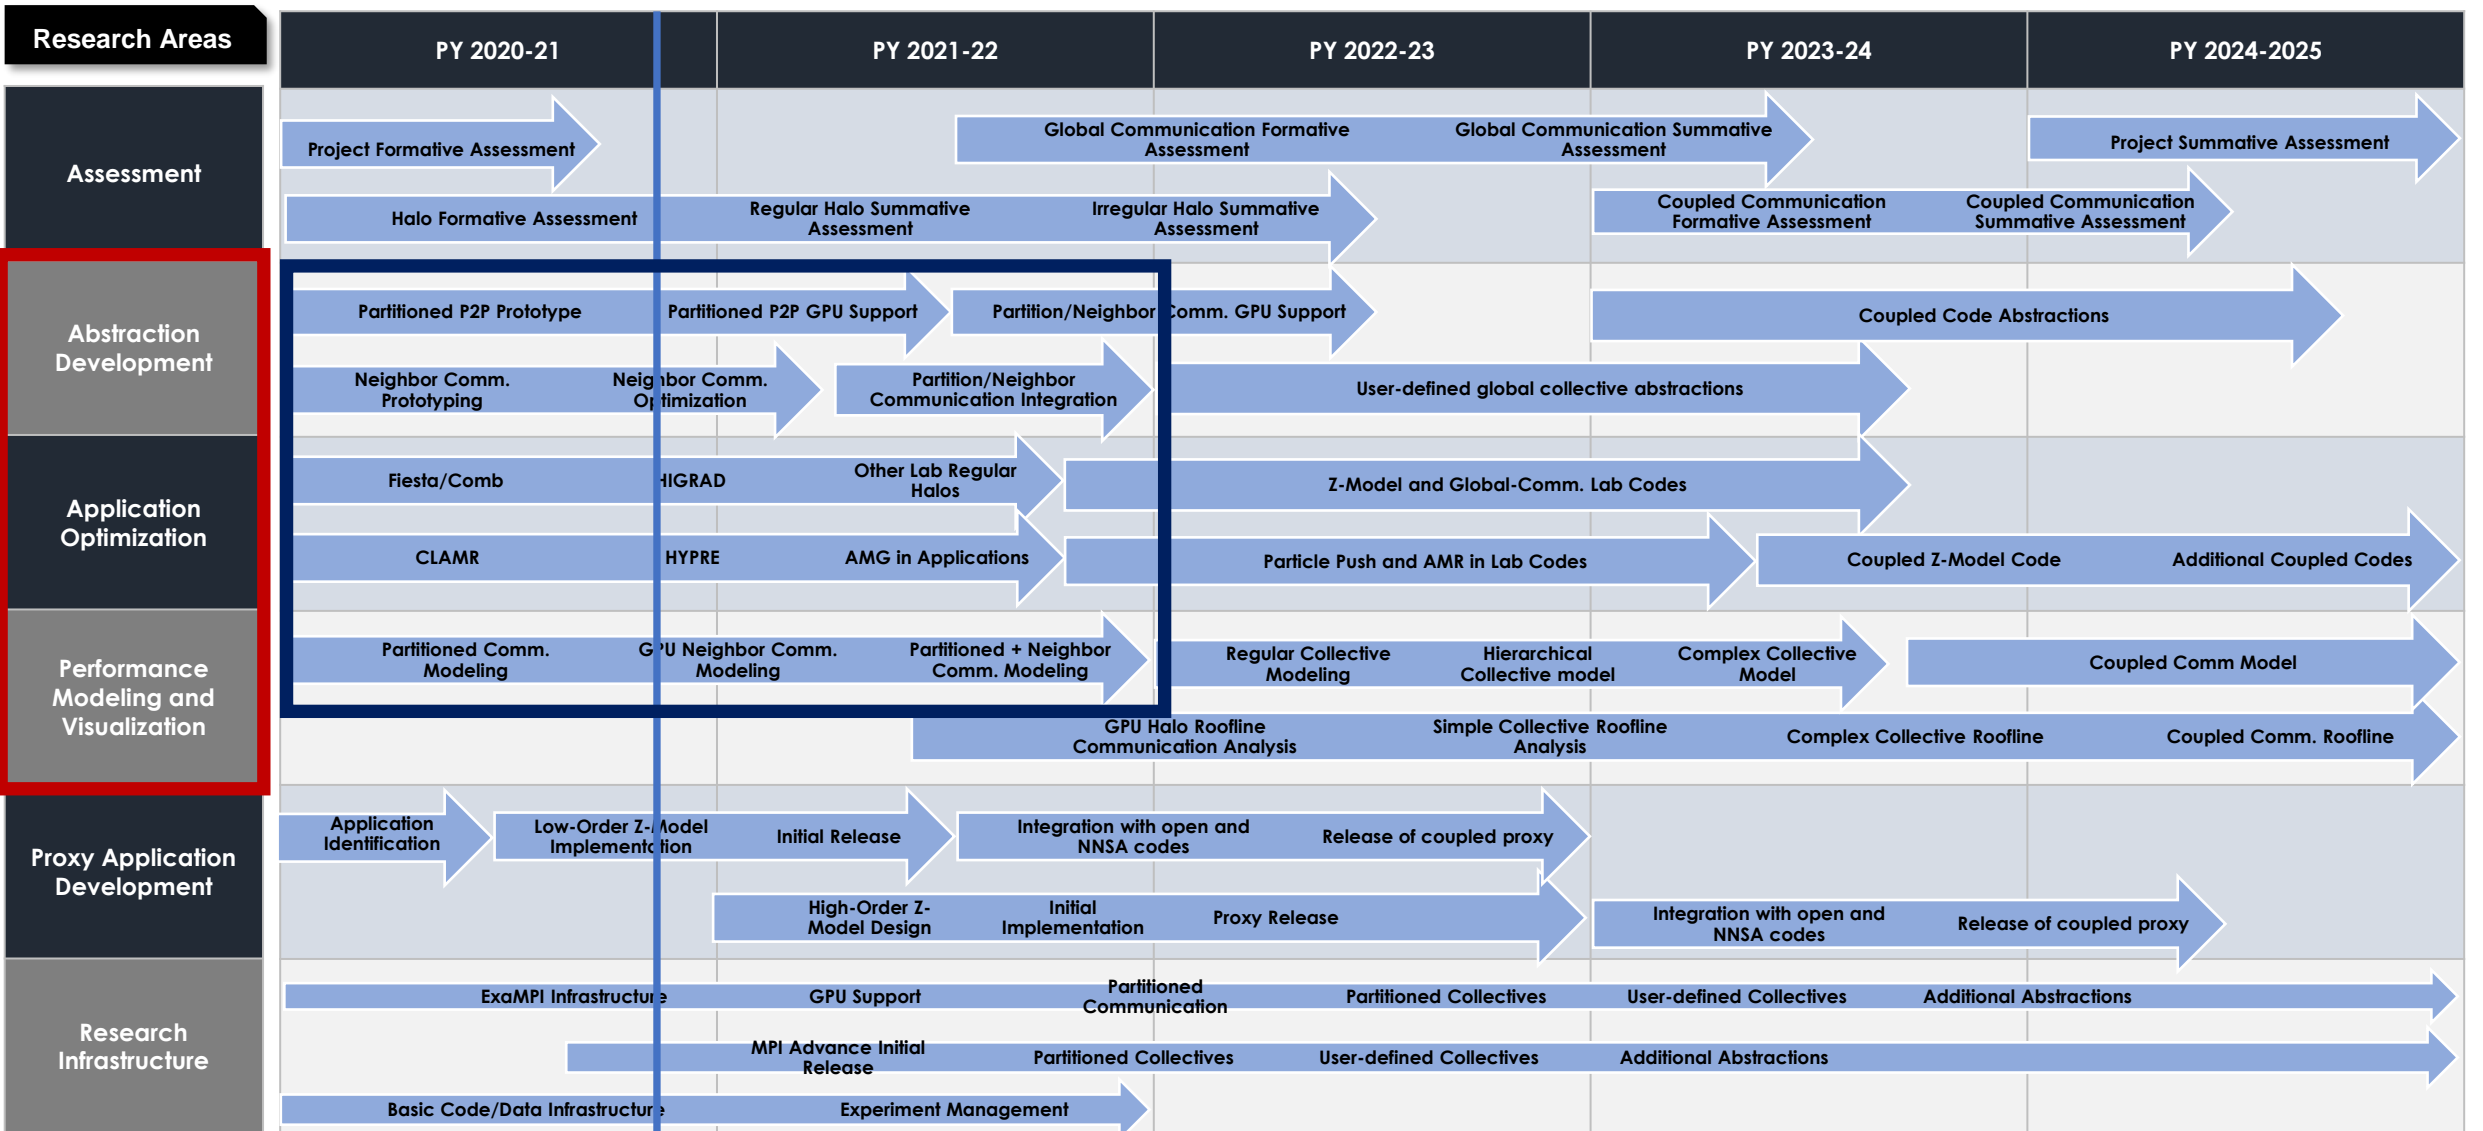 Research Areas
PY 2020-21
PY 2021-22
PY 2022-23
PY 2023-24
PY 2024-2025
Assessment
Project Formative Assessment
Global Communication Formative
Assessment
Global Communication Summative
Assessment
Project Summative Assessment
Halo Formative Assessment
Regular Halo Summative
Assessment
Irregular Halo Summative
Assessment
Coupled Communication
Formative Assessment
Coupled Communication
Summative Assessment
Abstraction
Development
Partitioned P2P Prototype
Partitioned P2P GPU Support
Partition/Neighbor Comm. GPU Support
Coupled Code Abstractions
Neighbor Comm.
Prototyping
Neighbor Comm.
Optimization
Partition/Neighbor
Communication Integration
User-defined global collective abstractions
Application
Optimization
Fiesta/Comb
HIGRAD
Other Lab Regular
Halos
Z-Model and Global-Comm. Lab Codes
CLAMR
HYPRE
AMG in Applications
Particle Push and AMR in Lab Codes
Coupled Z-Model Code
Additional Coupled Codes
Performance
Modeling and
Visualization
Partitioned Comm.
Modeling
GPU Neighbor Comm.
Modeling
Partitioned + Neighbor
Comm. Modeling
Regular Collective
Modeling
Hierarchical
Collective model
Complex Collective
Model
Coupled Comm Model
GPU Halo Roofline
Communication Analysis
Simple Collective Roofline
Analysis
Complex Collective Roofline
Coupled Comm. Roofline
Proxy Application
Development
Application
Identification
Low-Order Z-Model
Implementation
Initial Release
Integration with open and
NNSA codes
Release of coupled proxy
High-Order Z-
Model Design
Initial
Implementation
Proxy Release
Integration with open and
NNSA codes
Release of coupled proxy
Research
Infrastructure
ExaMPI Infrastructure
GPU Support
Partitioned
Communication
Partitioned Collectives
User-defined Collectives
Additional Abstractions
MPI Advance Initial
Release
Partitioned Collectives
User-defined Collectives
Additional Abstractions
Basic Code/Data Infrastructure
Experiment Management